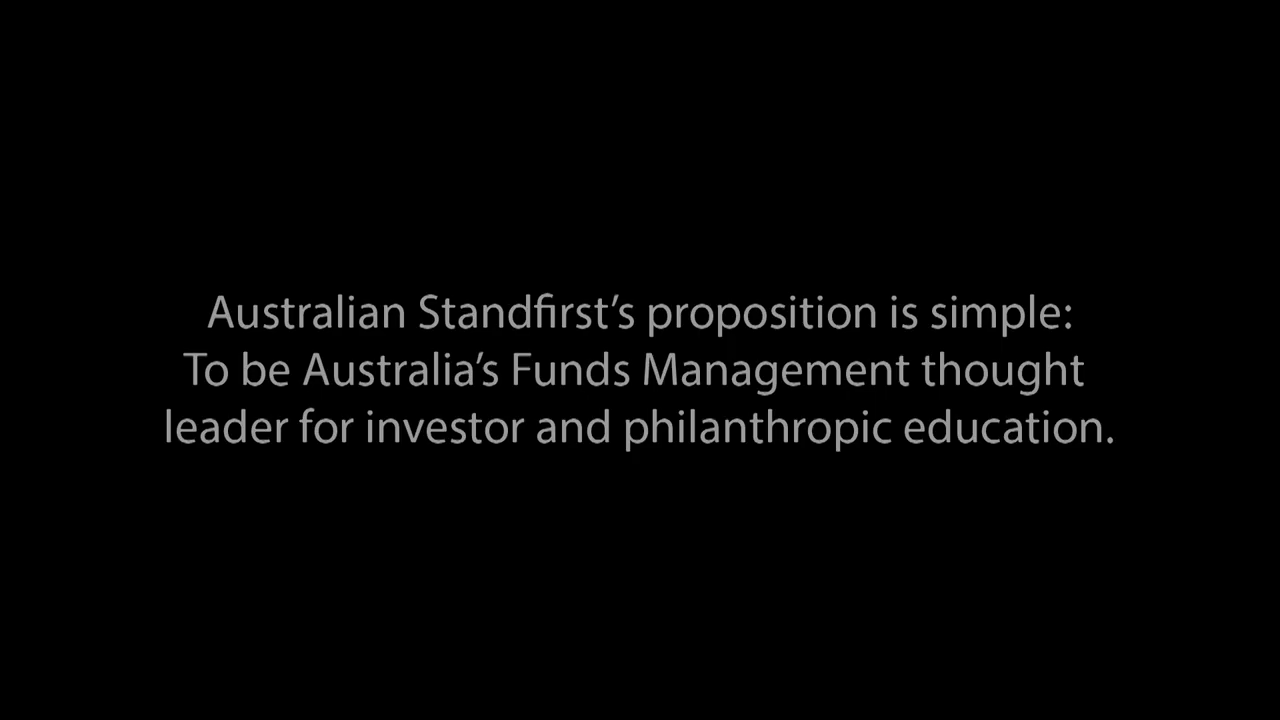 Australian Standfirst’s proposition is simple:
To be Australia’s Funds Management thought
leader for investor and philanthropic education.